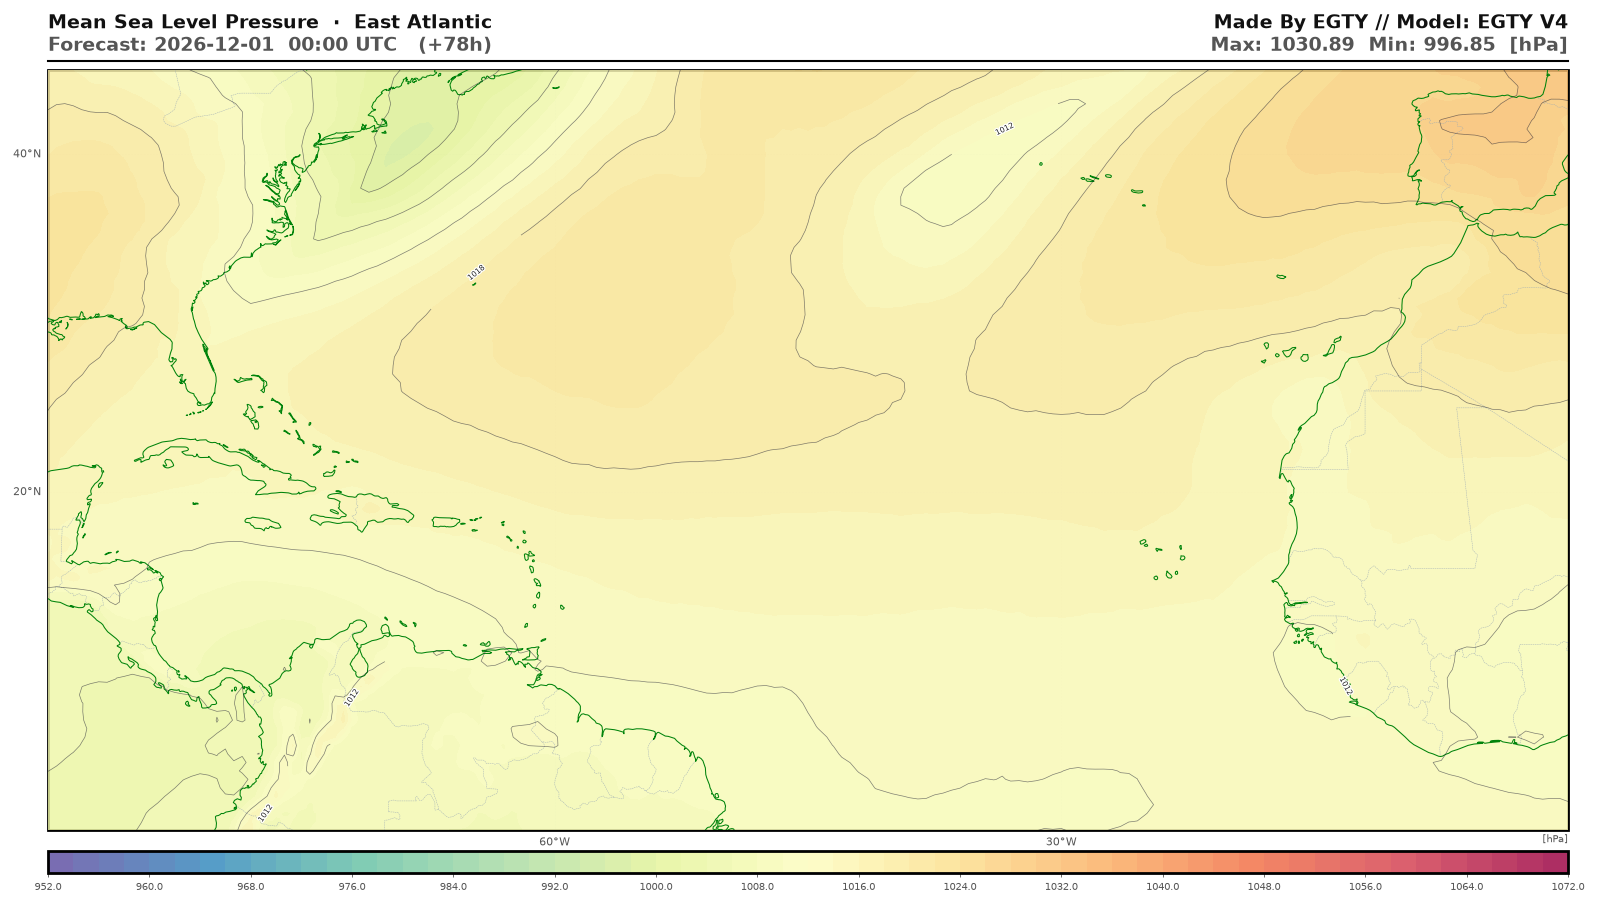 Mean Sea Level Pressure · East Atlantic
Made By EGTY // Model: EGTY V4
Forecast: 2026-12-01 00:00 UTC (+78h)
Max: 1030.89 Min: 996.85 [hPa]
1012
40°N
1018
20°N
1012
1012
1012
60°W
30°W
[hPa]
952.0 960.0 968.0 976.0 984.0 992.0 1000.0 1008.0 1016.0 1024.0 1032.0 1040.0 1048.0 1056.0 1064.0 1072.0